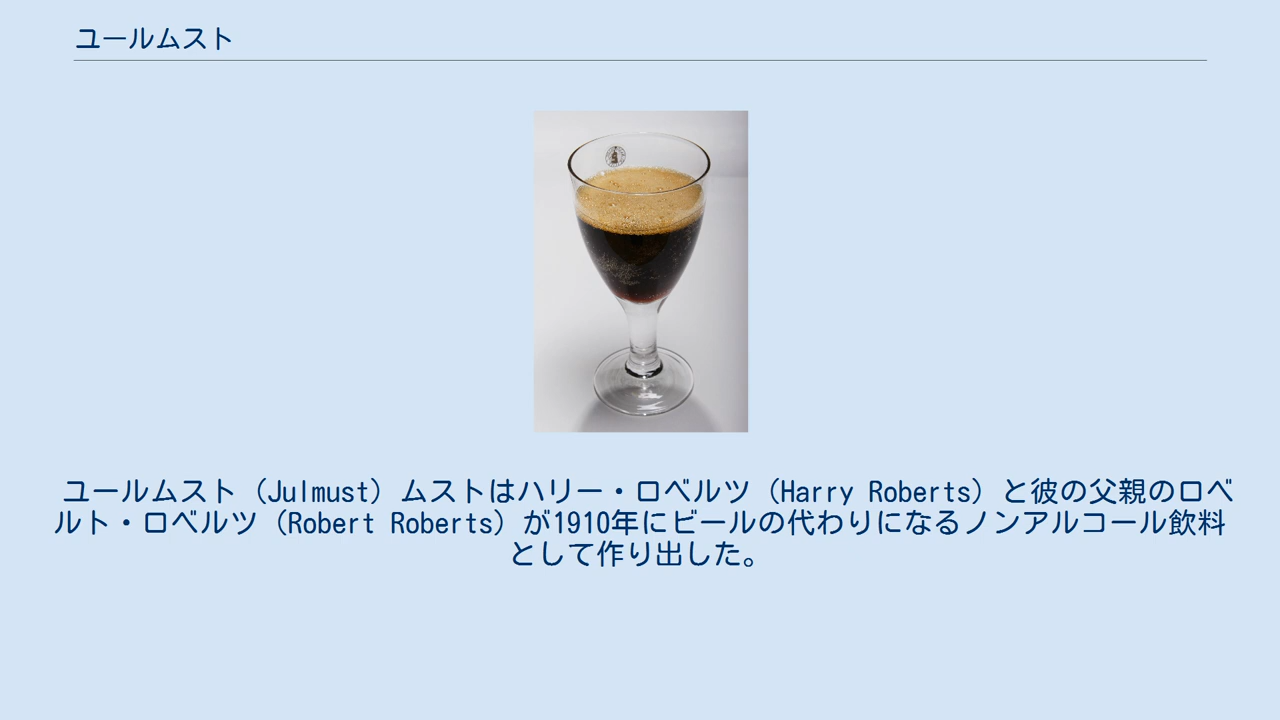 ユールムスト
ユールムスト（Julmust）ムストはハリー・ロベルツ（Harry Roberts）と彼の父親のロベ
ルト・ロベルツ（Robert Roberts）が1910年にビールの代わりになるノンアルコール飲料
として作り出した。